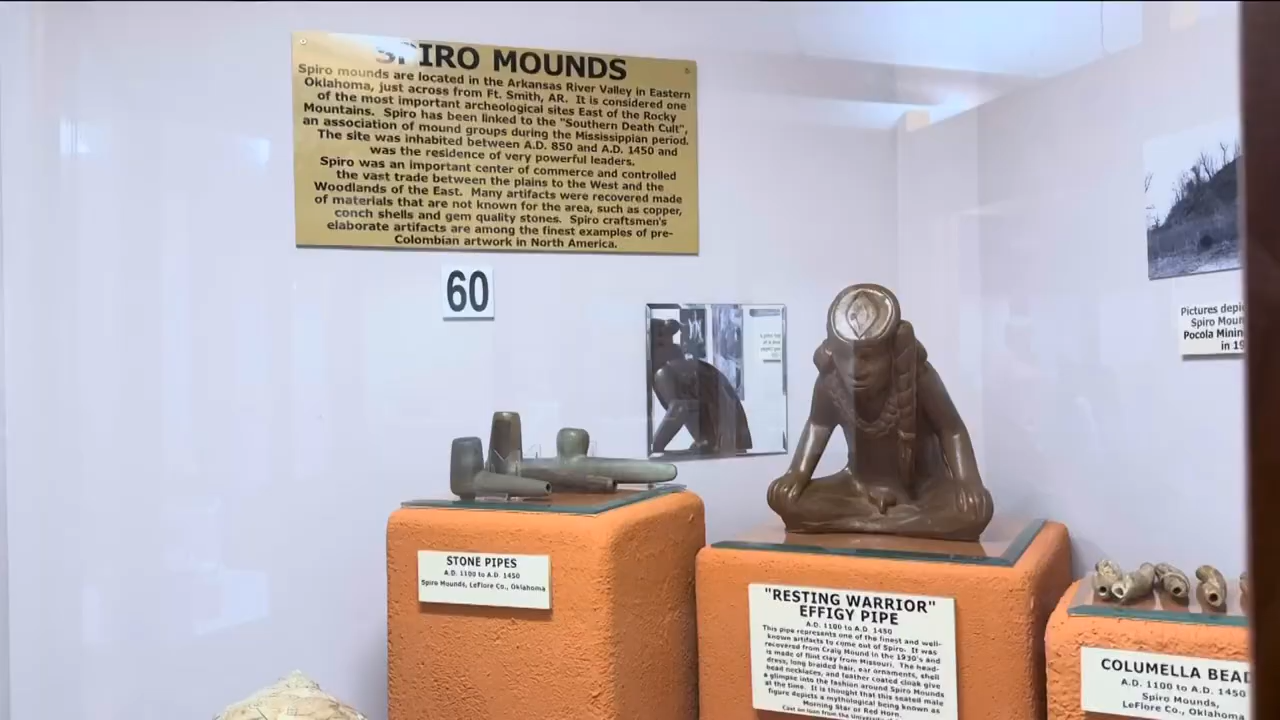 SPIRO MOUNDS
Spiro mounds are located in the Arkansas River Valley in Eastern
Oklahoma, just across from Ft. Smith, AR. It is considered one
of the most important archeological sites East of the Rocky
Mountains. Spiro has been linked to the "Southern Death Cult",
an association of mound groups during the Mississippian period.
The site was inhabited between A.D. 850 and A.D. 1450 and
was the residence of very powerful leaders.
Spiro was an important center of commerce and controlled
the vast trade between the plains to the West and the
Woodlands of the East. Many artifacts were recovered made
of materials that are not known for the area, such as copper,
conch shells and gem quality stones. Spiro craftsmen's
elaborate artifacts are among the finest examples of pre-
Colombian artwork in North America.
60
Pictures
Spiro
Pocola
in
STONE PIPES
A.D. 1100 to A.D. 1450
Spiro Mounds, LeFlore Co., Oklahoma
"RESTING WARRIOR"
EFFIGY PIPE
A.D. 1100 to A.D. 1450
This pipe represents one of the finest and well-
known artifacts to come out of Spiro. It was
recovered from Craig Mound in the 1930's and
is made of flint clay from Missouri. The head-
dress, long braided hair, ear ornaments, shell
bead necklaces, and feather coated cloak give
a glimpse into the fashion around Spiro Mounds
at the time. It is thought that this seated male
figure depicts a mythological being known as
Morning Star or Red Horn.
Cast on loan from the
COLUMELLA BEAD
A.D. 1100 to A.D. 1450
Spiro Mounds,
LeFlore Co., Oklahoma